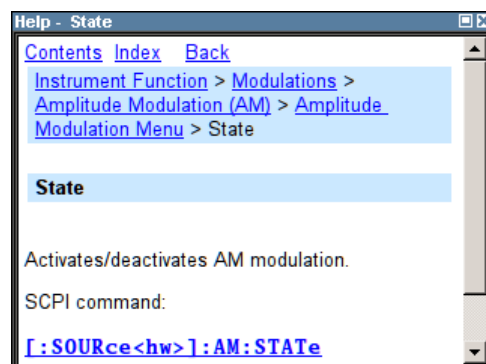 Help - State
Contents Index Back
Instrument Function > Modulations >
Amplitude Modulation (AM) > Amplitude
Modulation Menu > State
State
Activates/deactivates AM modulation.
SCPI command:
[:SOURce<hw>]:AM:STATe